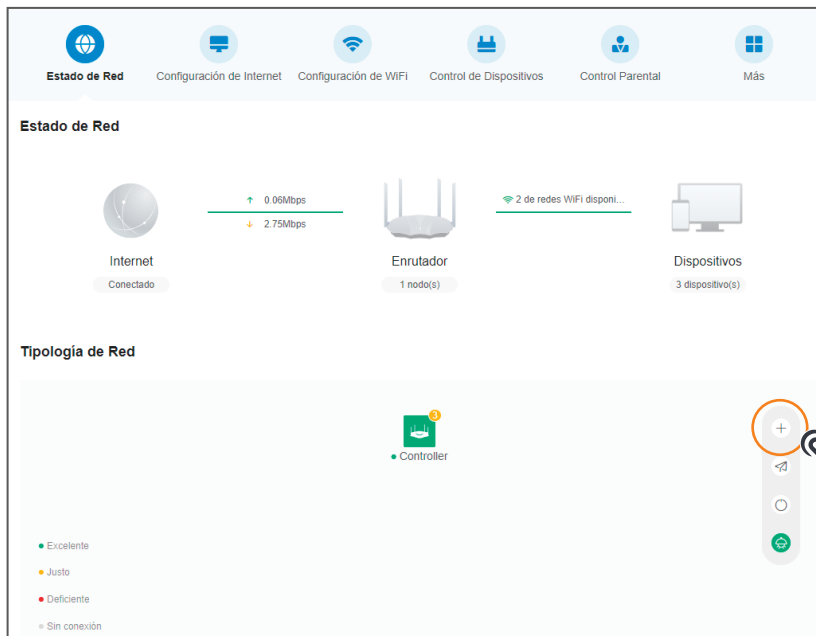 Estado de Red
Configuración de Internet
Configuración de WiFi
Control de Dispositivos
Control Parental
Más
Estado de Red
0.06Mbps
2.75Mbps
2 de redes WiFi disponi...
Internet
Enrutador
Dispositivos
Conectado
1 nodo(s)
3 dispositivo(s)
Tipología de Red
3
Controller
Excelente
Justo
Deficiente
Sin conexión